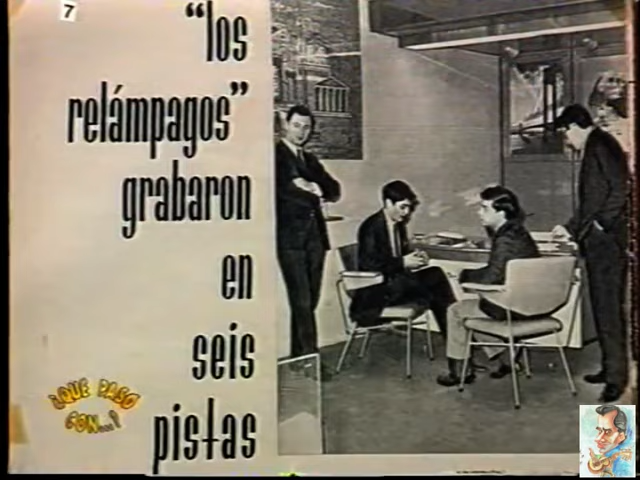 7
“los
relámpagos”
grabaron
en
seis
pistas
¿QUE PASO
CON...?